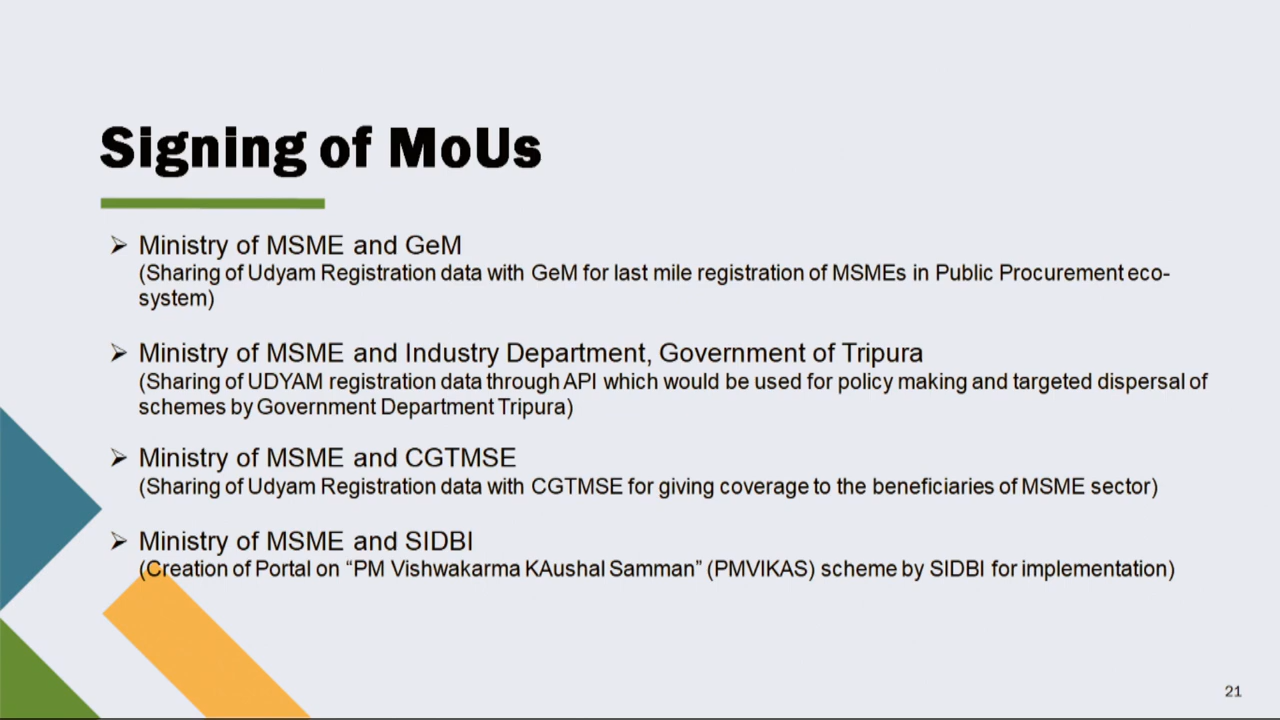 Signing of MoUs
➢ Ministry of MSME and GeM
(Sharing of Udyam Registration data with GeM for last mile registration of MSMEs in Public Procurement eco-
system)
➢ Ministry of MSME and Industry Department, Government of Tripura
(Sharing of UDYAM registration data through API which would be used for policy making and targeted dispersal of
schemes by Government Department Tripura)
➢ Ministry of MSME and CGTMSE
(Sharing of Udyam Registration data with CGTMSE for giving coverage to the beneficiaries of MSME sector)
➢ Ministry of MSME and SIDBI
(Creation of Portal on “PM Vishwakarma KAushal Samman” (PMVIKAS) scheme by SIDBI for implementation)
21